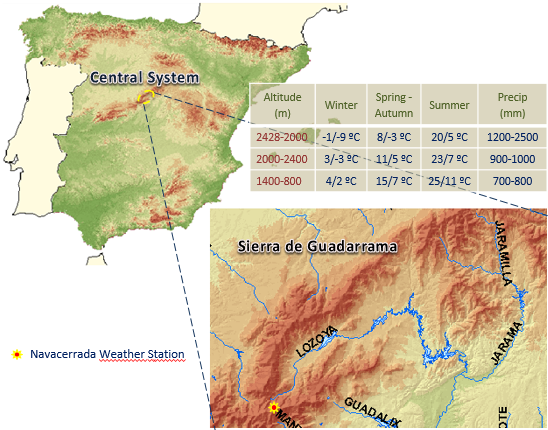 Central System
Altitude (m) Winter Spring - Autumn Summer Precip (mm)
2428-2000 -1/-9 ºC 8/-3 ºC 20/5 ºC 1200-2500
2000-2400 3/-3 ºC 11/5 ºC 23/7 ºC 900-1000
1400-800 4/2 ºC 15/7 ºC 25/11 ºC 700-800
Sierra de Guadarrama
JARAMILLA
LOZOYA
JARAMA
Navacerrada Weather Station
MANZ
GUADALIX
OTE